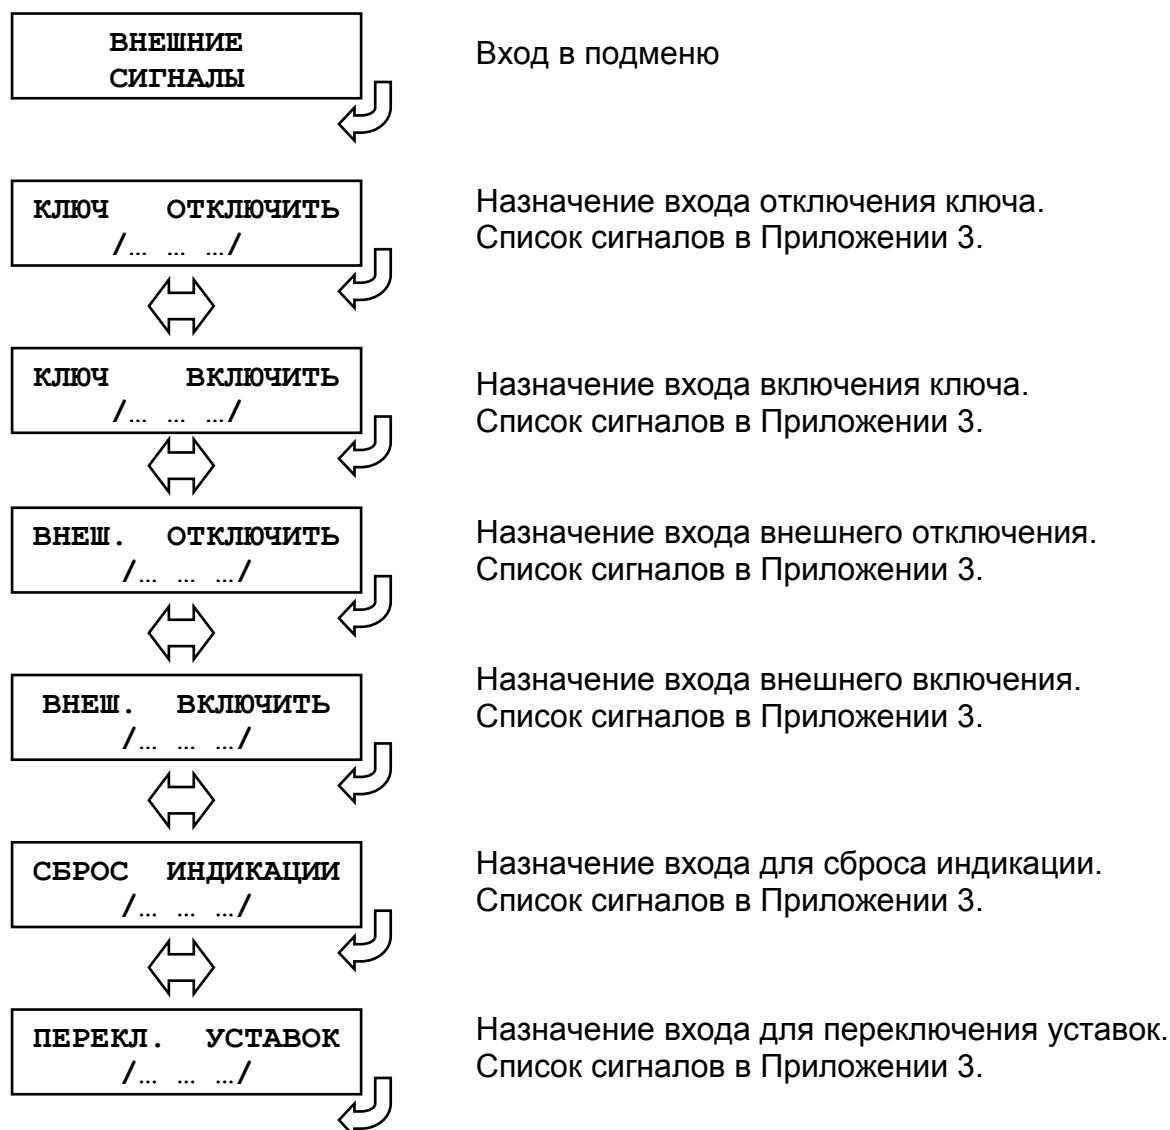 ВНЕШНИЕ
СИГНАЛЫ
Вход в подменю
КЛЮЧ ОТКЛЮЧИТЬ
/… … …/
Назначение входа отключения ключа.
Список сигналов в Приложении 3.
КЛЮЧ ВКЛЮЧИТЬ
/… … …/
Назначение входа включения ключа.
Список сигналов в Приложении 3.
ВНЕШ. ОТКЛЮЧИТЬ
/… … …/
Назначение входа внешнего отключения.
Список сигналов в Приложении 3.
ВНЕШ. ВКЛЮЧИТЬ
/… … …/
Назначение входа внешнего включения.
Список сигналов в Приложении 3.
СБРОС ИНДИКАЦИИ
/… … …/
Назначение входа для сброса индикации.
Список сигналов в Приложении 3.
ПЕРЕКЛ. УСТАВОК
/… … …/
Назначение входа для переключения уставок.
Список сигналов в Приложении 3.